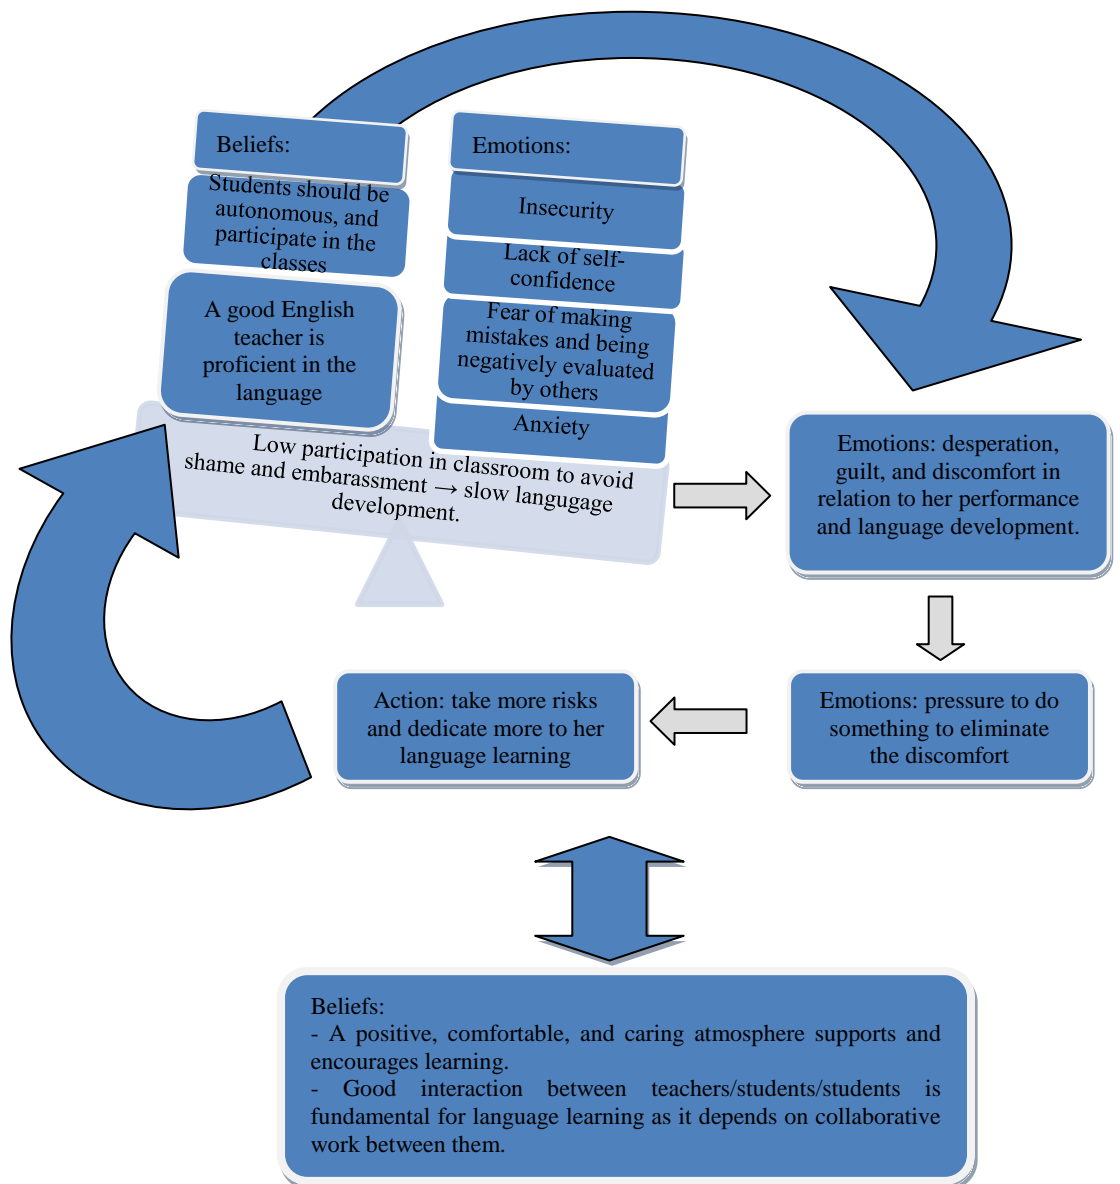 Beliefs:
Students should be
autonomous, and
participate in the
classes
A good English
teacher is
proficient in the
language
Emotions:
Insecurity
Lack of self-
confidence
Fear of making
mistakes and being
negatively evaluated
by others
Anxiety
Low participation in classroom to avoid
shame and embarassment → slow langugage
development.
Emotions: desperation,
guilt, and discomfort in
relation to her performance
and language development.
Emotions: pressure to do
something to eliminate
the discomfort
Action: take more risks
and dedicate more to her
language learning
Beliefs:
- A positive, comfortable, and caring atmosphere supports and
encourages learning.
- Good interaction between teachers/students/students is
fundamental for language learning as it depends on collaborative
work between them.